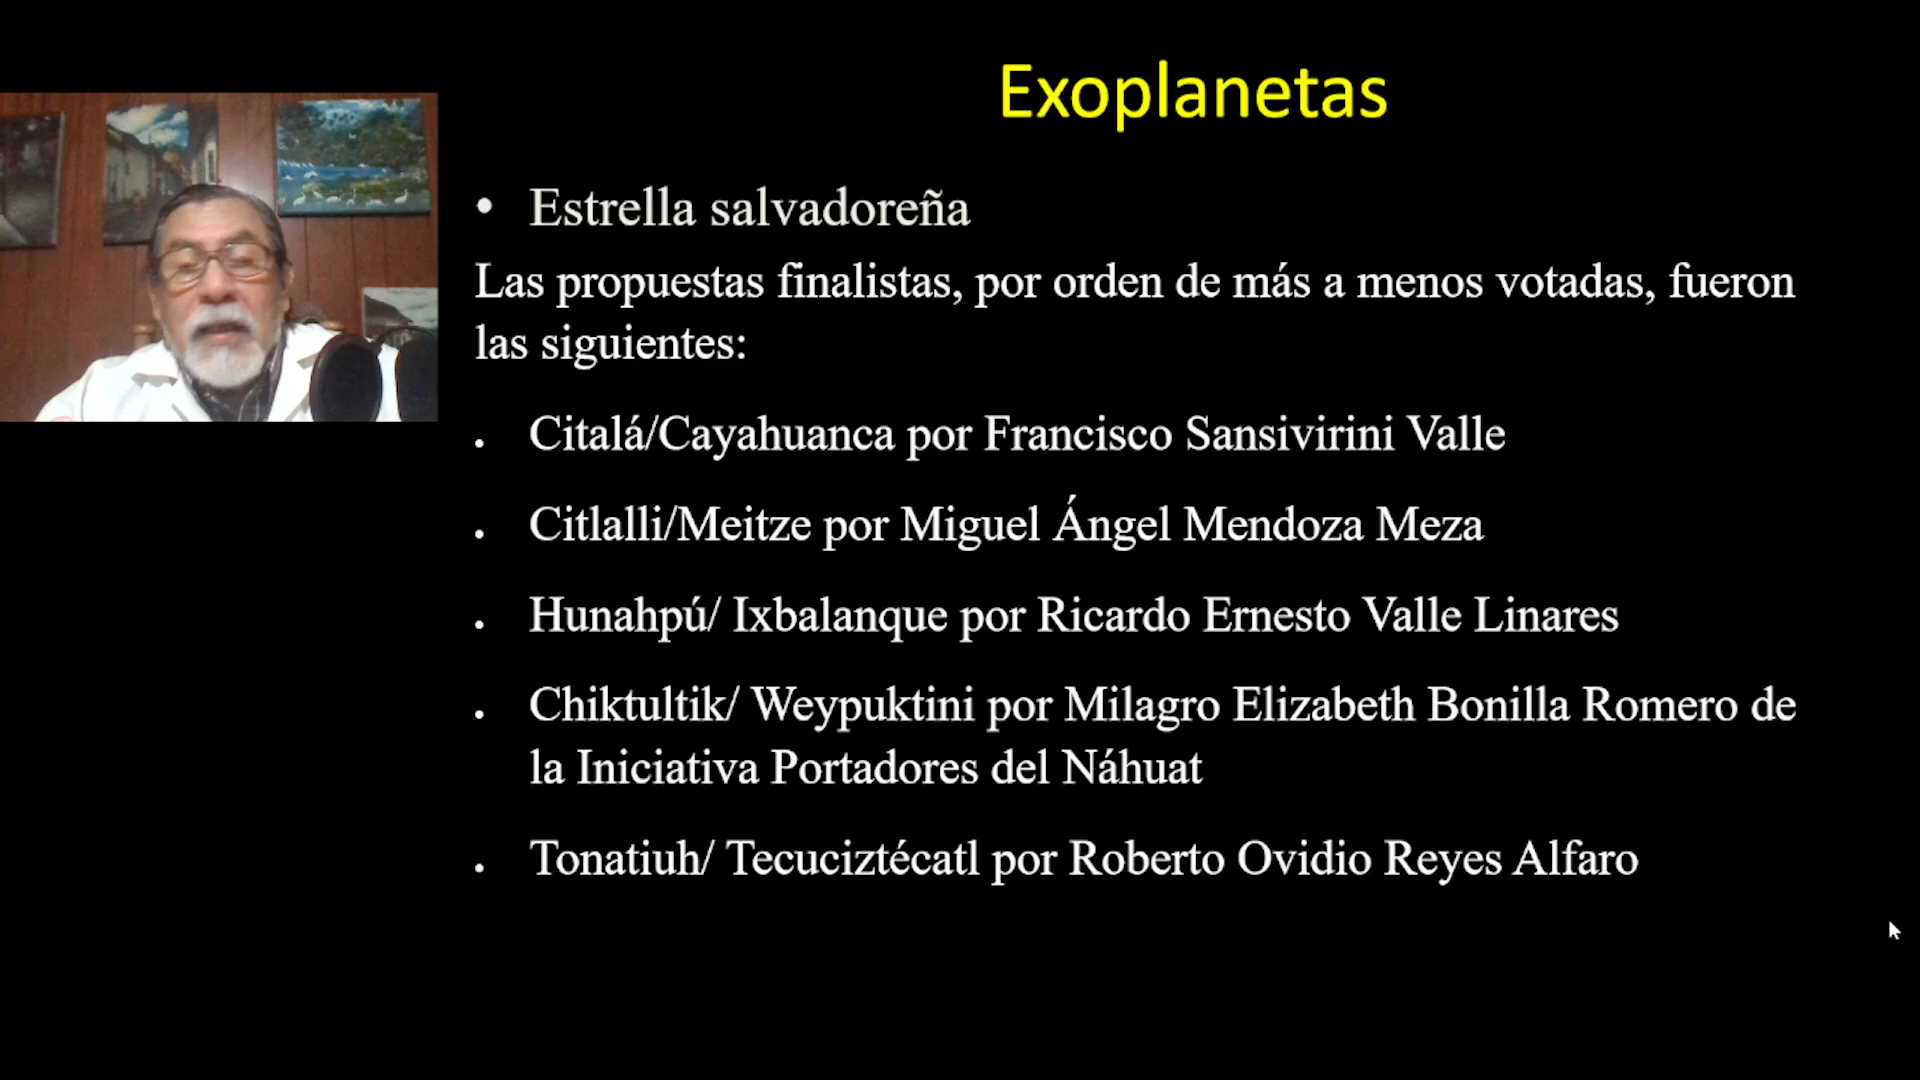 Exoplanetas
• Estrella salvadoreña
Las propuestas finalistas, por orden de más a menos votadas, fueron
las siguientes:
• Citalá/Cayahuanca por Francisco Sansivirini Valle
• Citlalli/Meitze por Miguel Ángel Mendoza Meza
• Hunahpú/ Ixbalanque por Ricardo Ernesto Valle Linares
• Chiktultik/ Weypuktini por Milagro Elizabeth Bonilla Romero de
la Iniciativa Portadores del Náhuat
• Tonatiuh/ Tecuciztécatl por Roberto Ovidio Reyes Alfaro